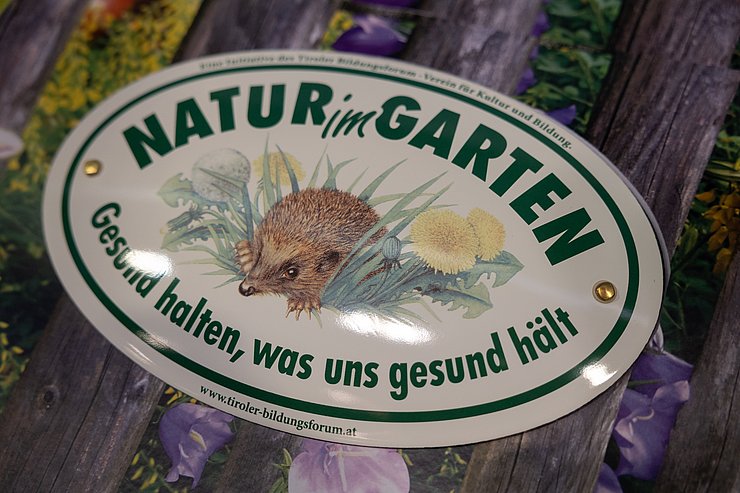 Eine Initiative des Tiroler Bildungsforum - Verein für Kultur und Bildung.
NATUR im GARTEN
Gesund halten, was uns gesund hält
www.tiroler-bildungsforum.at